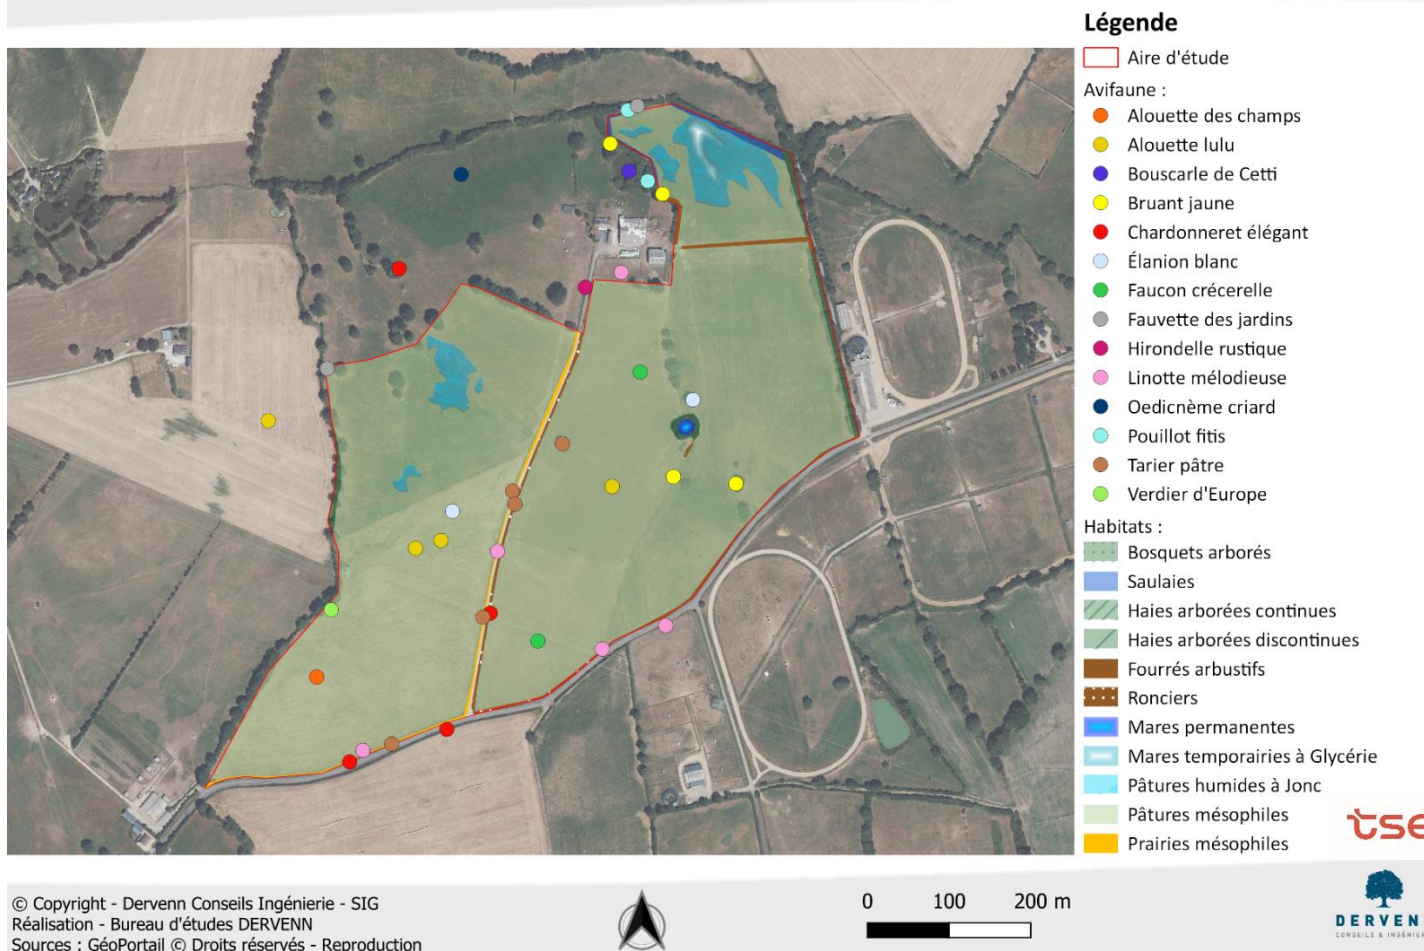 Légende
Aire d'étude
Avifaune :
Alouette des champs
Alouette lulu
Bouscarle de Cetti
Bruant jaune
Chardonneret élégant
Élanion blanc
Faucon crécerelle
Fauvette des jardins
Hirondelle rustique
Linotte mélodieuse
Oedicnème criard
Pouillot fitis
Tarier pâtre
Verdier d'Europe
Habitats :
Bosquets arborés
Saulaies
Haies arborées continues
Haies arborées discontinues
Fourrés arbustifs
Ronciers
Mares permanentes
Mares temporairies à Glycérie
Pâtures humides à Jonc
Pâtures mésophiles
Prairies mésophiles
tse
© Copyright - Dervenn Conseils Ingénierie - SIG
Réalisation - Bureau d'études DERVENN
Sources : GéoPortail © Droits réservés - Reproduction
0 100 200 m
DERVEN
CONSEILS & INGÉNIER